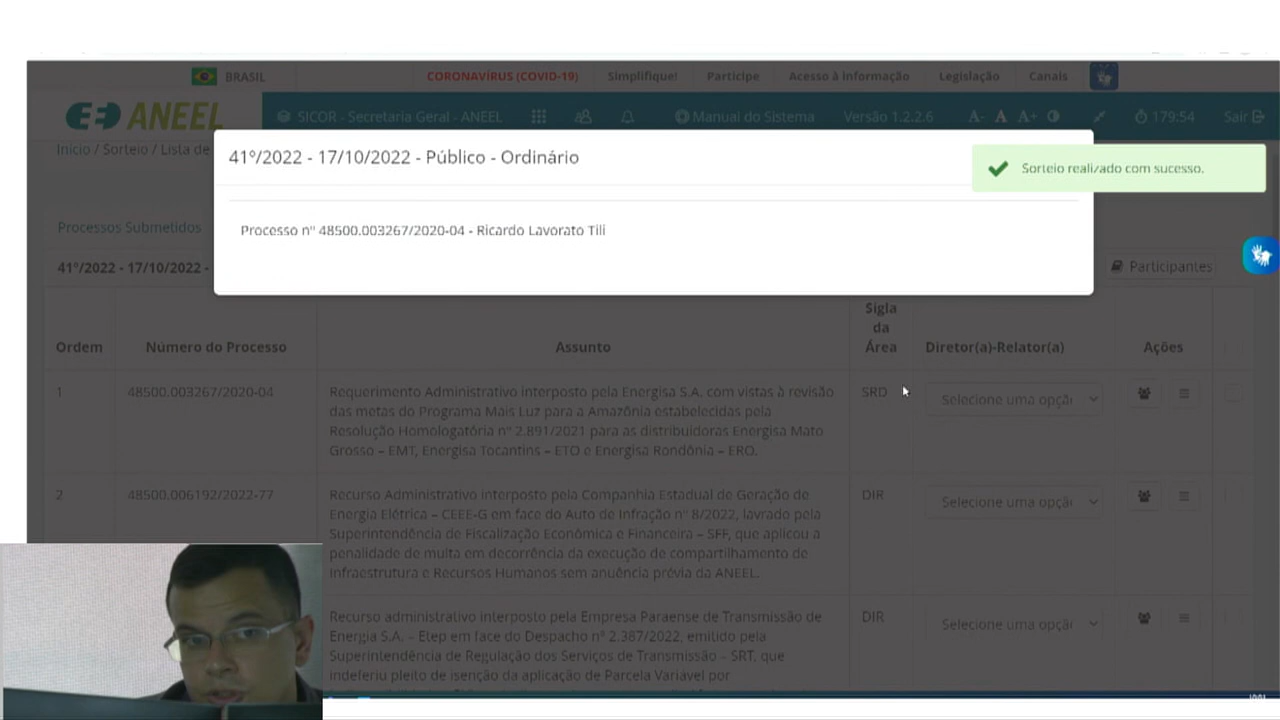 BRASIL
CORONAVÍRUS (COVID-19)
Simplifique!
Participe
Acesso à informação
Legislação
Canais
ANEEL
SICOR - Secretaria Geral - ANEEL
Manual do Sistema
Versão 1.2.2.6
A-
A
A+
179:54
Sair
Início / Sorteio / Lista de
41º/2022 - 17/10/2022 - Público - Ordinário
Sorteio realizado com sucesso.
Processo nº 48500.003267/2020-04 - Ricardo Lavorato Tili
Processos Submetidos
41º/2022 - 17/10/2022 -
Participantes
Ordem
Número do Processo
Assunto
Sigla
da
Área
Diretor(a)-Relator(a)
Ações
1
48500.003267/2020-04
Requerimento Administrativo interposto pela Energisa S.A. com vistas à revisão
das metas do Programa Mais Luz para a Amazônia estabelecidas pela
Resolução Homologatória nº 2.891/2021 para as distribuidoras Energisa Mato
Grosso – EMT, Energisa Tocantins – ETO e Energisa Rondônia – ERO.
SRD
Selecione uma opçã
2
48500.006192/2022-77
Recurso Administrativo interposto pela Companhia Estadual de Geração de
Energia Elétrica – CEEE-G em face do Auto de Infração nº 8/2022, lavrado pela
Superintendência de Fiscalização Econômica e Financeira – SFF, que aplicou a
penalidade de multa em decorrência da execução de compartilhamento de
Infraestrutura e Recursos Humanos sem anuência prévia da ANEEL.
DIR
Selecione uma opçã
Recurso administrativo interposto pela Empresa Paraense de Transmissão de
Energia S.A. - Etep em face do Despacho nº 2.387/2022, emitido pela
Superintendência de Regulação dos Serviços de Transmissão – SRT, que
indeferiu pleito de isenção da aplicação de Parcela Variável por
DIR
Selecione uma opçã